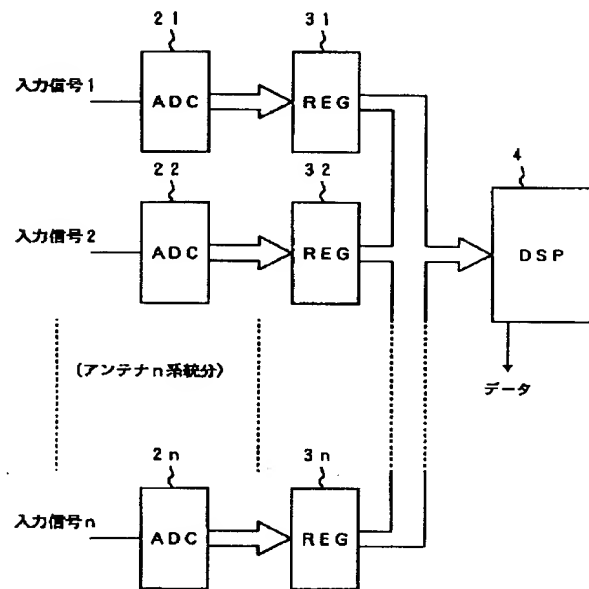 21
31
入力信号1
ADC
REG
22
32
4
入力信号2
ADC
REG
DSP
(アンテナn系統分)
データ
2n
3n
入力信号n
ADC
REG